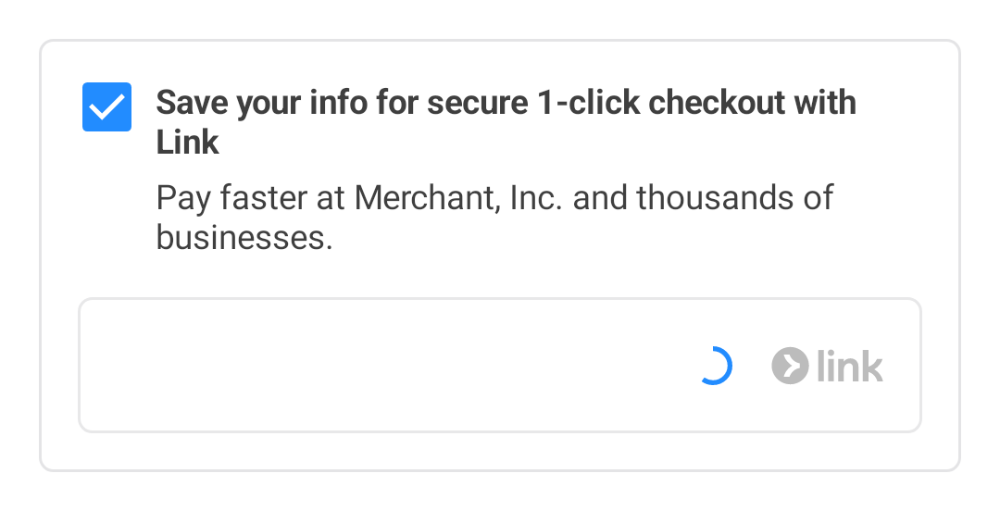 Save your info for secure 1-click checkout with
Link
Pay faster at Merchant, Inc. and thousands of
businesses.
link